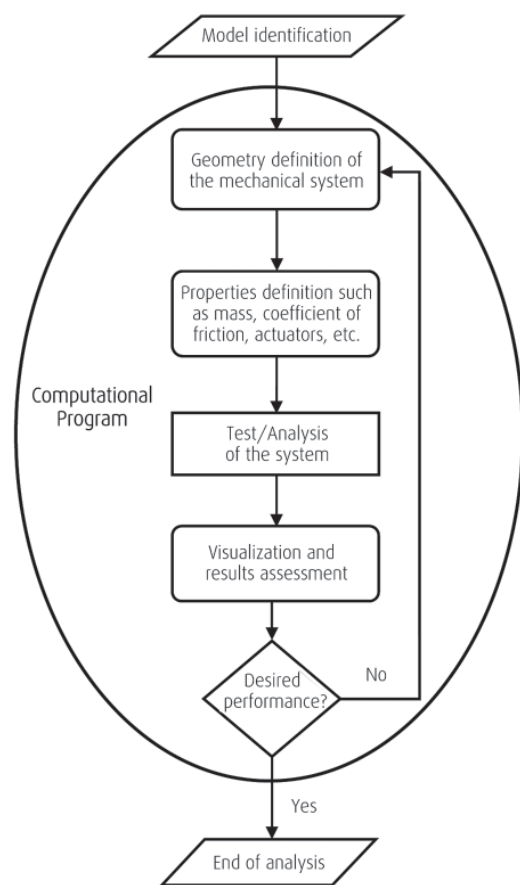 Model identification
Geometry definition of
the mechanical system
Properties definition such
as mass, coefficient of
friction, actuators, etc.
Computational
Program
Test/Analysis
of the system
Visualization and
results assessment
Desired
performance?
No
Yes
End of analysis